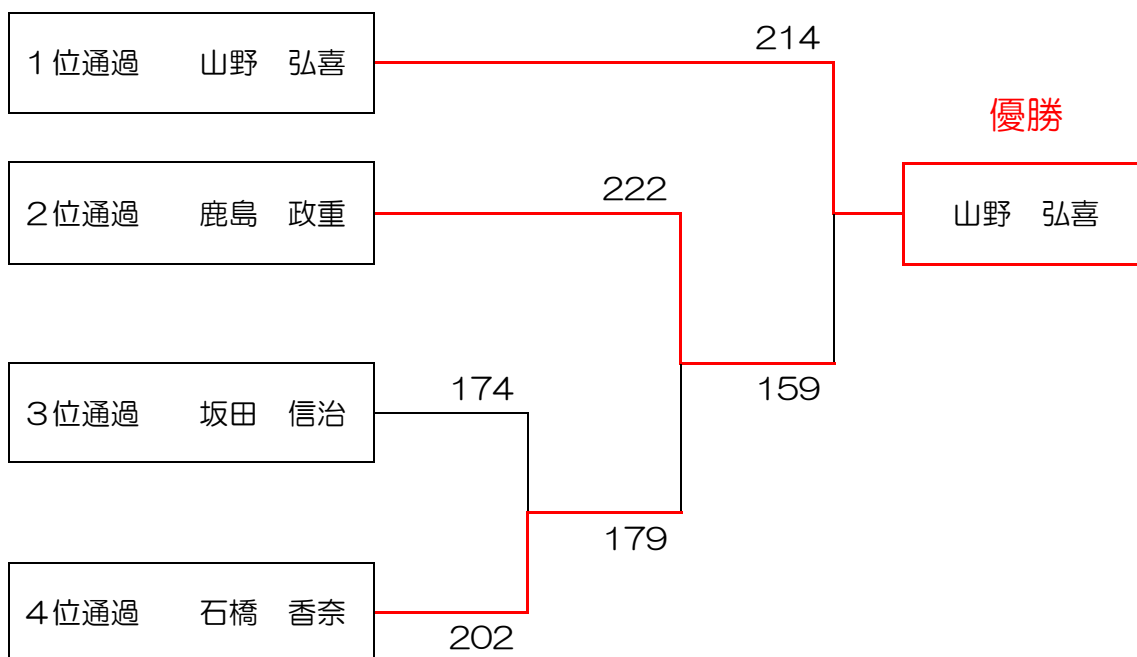 １位通過　　山野　弘喜
214
優勝
２位通過　　鹿島　政重
222
山野　弘喜
３位通過　　坂田　信治
174
159
179
４位通過　　石橋　香奈
202